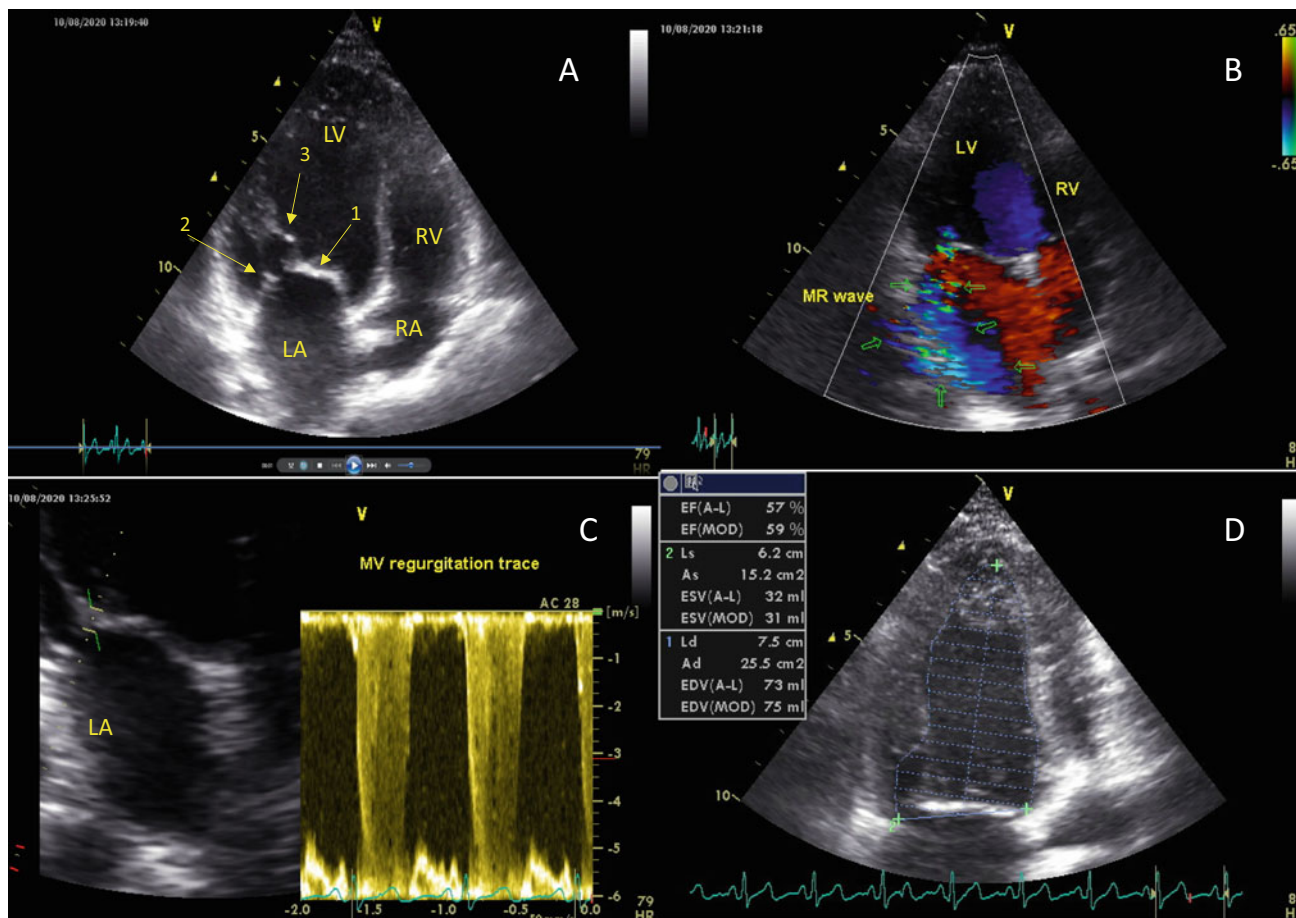 10/08/2020 13:19:40
V
A
5
LV
3
1
2
RV
10
LA
RA
79
HR
10/08/2020 13:21:18
V
B
.65
-.65
5
LV
RV
10
MR wave
8
HR
10/08/2020 13:25:52
V
C
MV regurgitation trace
AC 28
[m/s]
-1
-2
-3
-4
-5
-6
LA
-2.0
-1.5
-1.0
-0.5
0.0
79
HR
EF(A-L) 57 %
EF(MOD) 59 %
2 Ls 6.2 cm
As 15.2 cm2
ESV(A-L) 32 ml
ESV(MOD) 31 ml
1 Ld 7.5 cm
Ad 25.5 cm2
EDV(A-L) 73 ml
EDV(MOD) 75 ml
V
D
5
10
2
8
HR